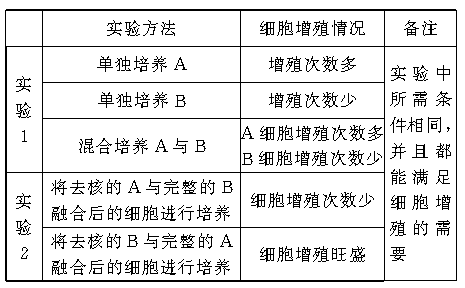 实验方法 细胞增殖情况 备注
实验1
单独培养 A 增殖次数多
单独培养 B 增殖次数少
混合培养 A 与 B
A 细胞增殖次数多
B 细胞增殖次数少
实验2
将去核的 A 与完整的 B
融合后的细胞进行培养
细胞增殖次数少
将去核的 B 与完整的 A
融合后的细胞进行培养
细胞增殖旺盛
实验中
所需条
件相同，
并且都
能满足
细胞增
殖的需
要